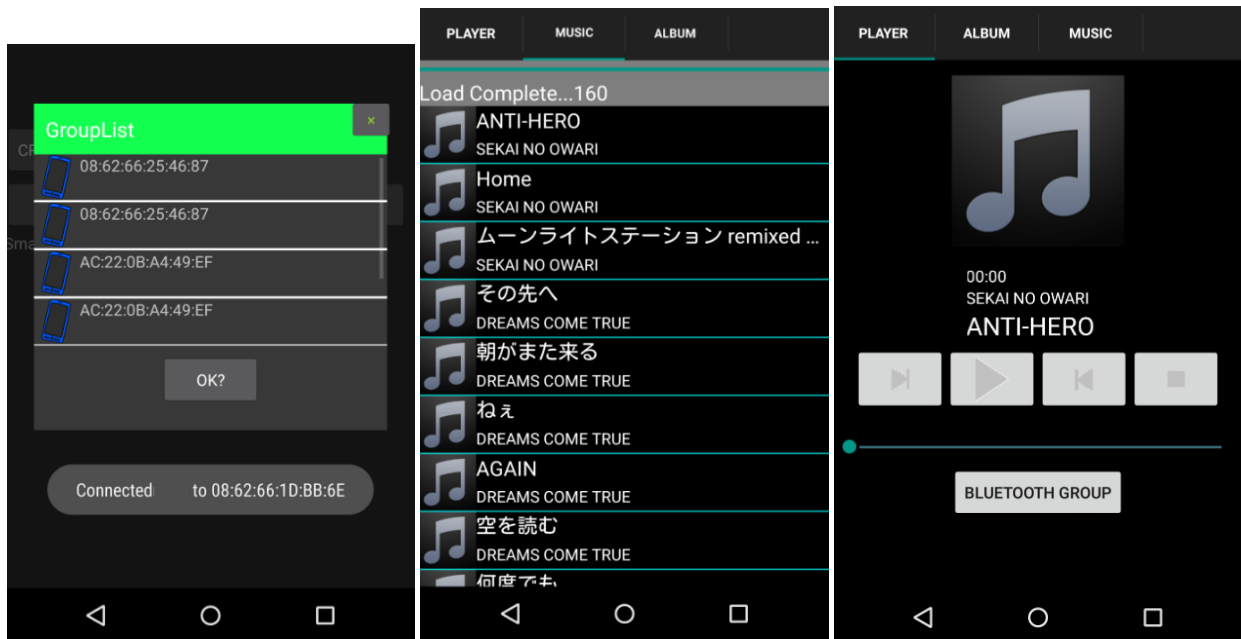 GroupList
×
08:62:66:25:46:87
08:62:66:25:46:87
AC:22:0B:A4:49:EF
AC:22:0B:A4:49:EF
OK?
Connected to 08:62:66:1D:BB:6E
PLAYER MUSIC ALBUM
Load Complete...160
ANTI-HERO
SEKAI NO OWARI
Home
SEKAI NO OWARI
ムーンライトステーション remixed ...
SEKAI NO OWARI
その先へ
DREAMS COME TRUE
朝がまた来る
DREAMS COME TRUE
ねぇ
DREAMS COME TRUE
AGAIN
DREAMS COME TRUE
空を読む
DREAMS COME TRUE
何度でも
PLAYER ALBUM MUSIC
00:00
SEKAI NO OWARI
ANTI-HERO
BLUETOOTH GROUP